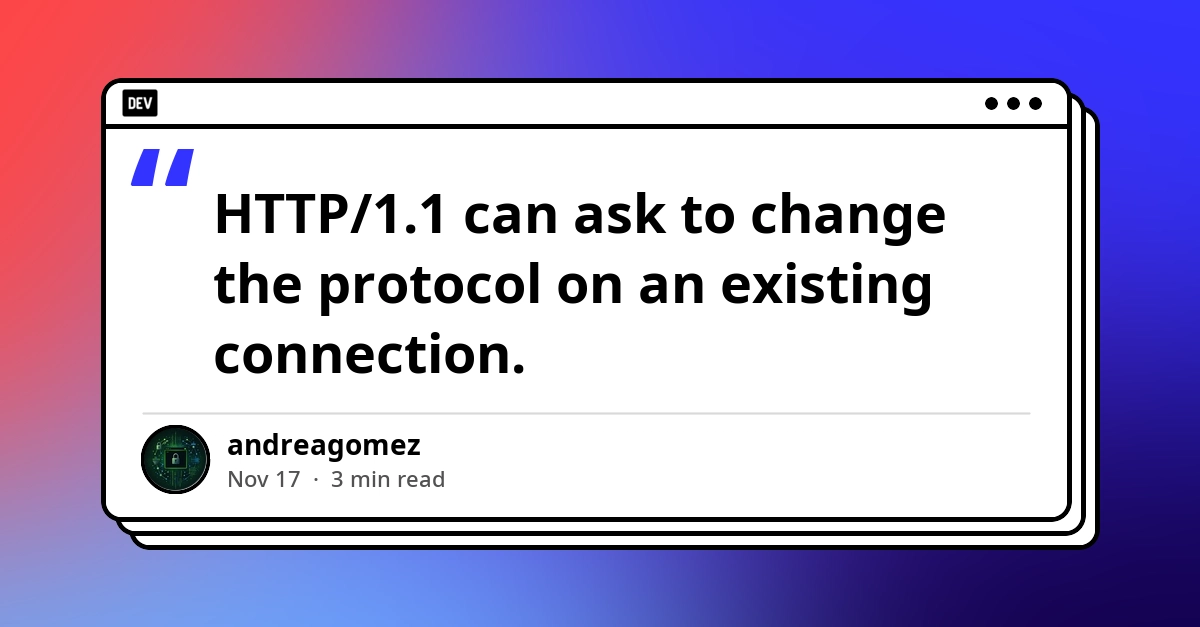 DEV
“
HTTP/1.1 can ask to change
the protocol on an existing
connection.
andreagomez
Nov 17 · 3 min read